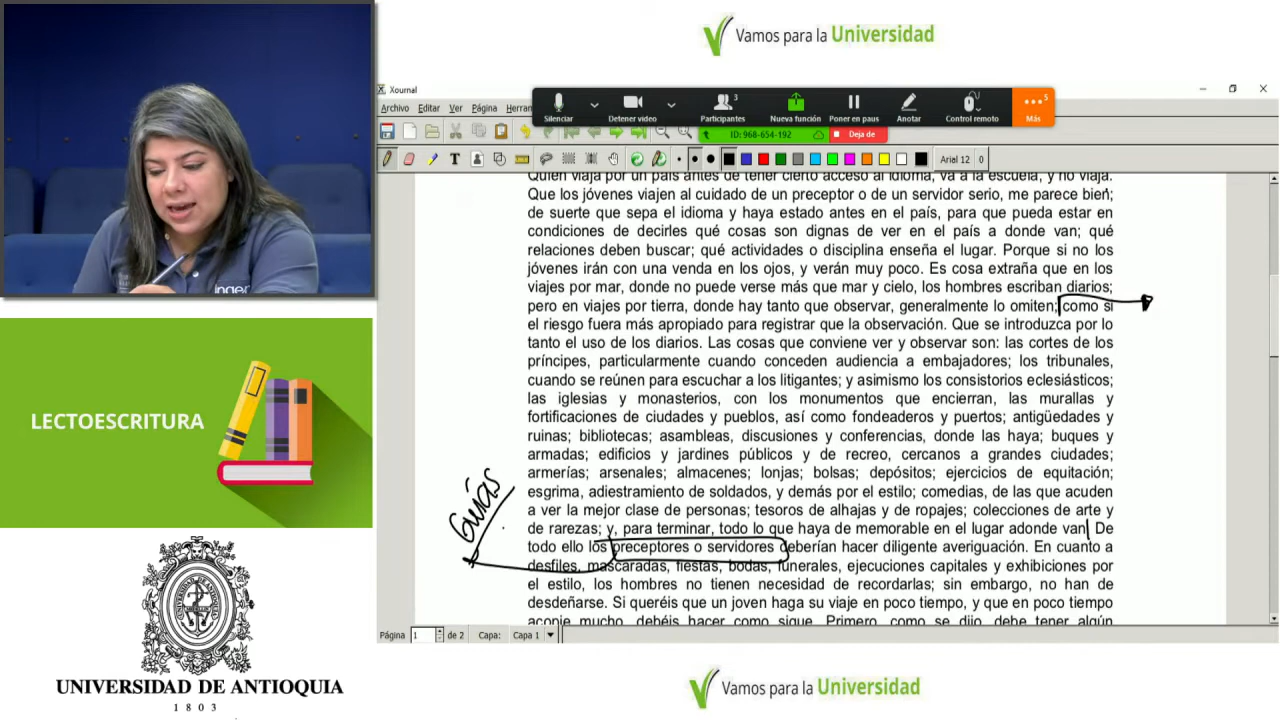 Vamos para la Universidad
Xournal
Archivo Editar Ver Página Herram
Silenciar Detener video Participantes 3 Nueva función Poner en paus Anotar Control remoto Más 5
ID: 968-654-192 Deja de
Arial 12
Quien viaja por un país antes de tener cierto acceso al idioma, va a la escuela, y no viaja.
Que los jóvenes viajen al cuidado de un preceptor o de un servidor serio, me parece bien;
de suerte que sepa el idioma y haya estado antes en el país, para que pueda estar en
condiciones de decirles qué cosas son dignas de ver en el país a donde van; qué
relaciones deben buscar; qué actividades o disciplina enseña el lugar. Porque si no los
jóvenes irán con una venda en los ojos, y verán muy poco. Es cosa extraña que en los
viajes por mar, donde no puede verse más que mar y cielo, los hombres escriban diarios;
pero en viajes por tierra, donde hay tanto que observar, generalmente lo omiten; como si
el riesgo fuera más apropiado para registrar que la observación. Que se introduzca por lo
tanto el uso de los diarios. Las cosas que conviene ver y observar son: las cortes de los
príncipes, particularmente cuando conceden audiencia a embajadores; los tribunales,
cuando se reúnen para escuchar a los litigantes; y asimismo los consistorios eclesiásticos;
las iglesias y monasterios, con los monumentos que encierran, las murallas y
fortificaciones de ciudades y pueblos, así como fondeaderos y puertos; antigüedades y
ruinas; bibliotecas; asambleas, discusiones y conferencias, donde las haya; buques y
armadas; edificios y jardines públicos y de recreo, cercanos a grandes ciudades;
armerías; arsenales; almacenes; lonjas; bolsas; depósitos; ejercicios de equitación;
esgrima, adiestramiento de soldados, y demás por el estilo; comedias, de las que acuden
a ver la mejor clase de personas; tesoros de alhajas y de ropajes; colecciones de arte y
de rarezas; y, para terminar, todo lo que haya de memorable en el lugar adonde van. De
todo ello los preceptores o servidores deberían hacer diligente averiguación. En cuanto a
desfiles, mascaradas, fiestas, bodas, funerales, ejecuciones capitales y exhibiciones por
el estilo, los hombres no tienen necesidad de recordarlas; sin embargo, no han de
desdeñarse. Si queréis que un joven haga su viaje en poco tiempo, y que en poco tiempo
acopie mucho, debéis hacer como sigue. Primero, como se dijo, debe tener algún
Guías
Página 1 de 2 Capa: Capa 1
LECTOESCRITURA
UNIVERSIDAD DE ANTIOQUIA
1803
Vamos para la Universidad